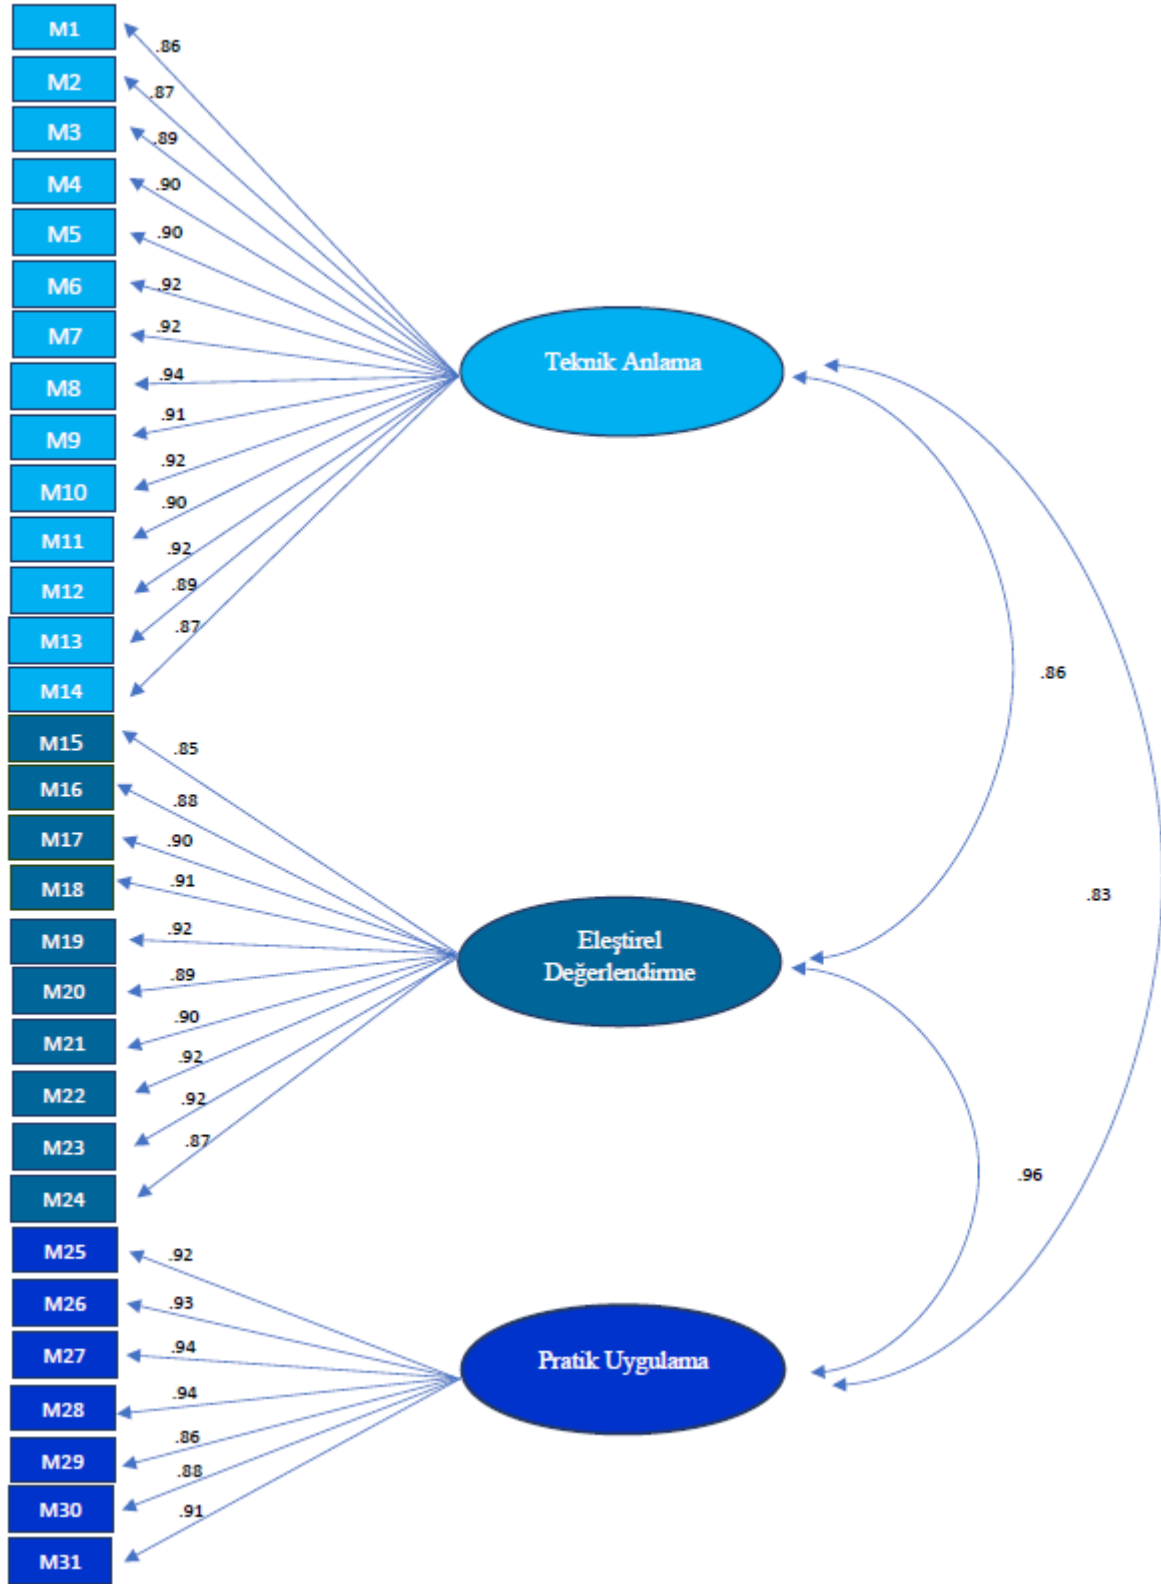 M1
.86
M2
.87
M3
.89
M4
.90
M5
.90
M6
.92
M7
.92
M8
.94
M9
.91
M10
.92
M11
.90
M12
.92
M13
.89
M14
.87
Teknik Anlama
M15
.85
M16
.88
M17
.90
M18
.91
M19
.92
M20
.89
M21
.90
M22
.92
M23
.92
M24
.87
Eleştirel
Değerlendirme
M25
.92
M26
.93
M27
.94
M28
.94
M29
.86
M30
.88
M31
.91
Pratik Uygulama
.86
.83
.96